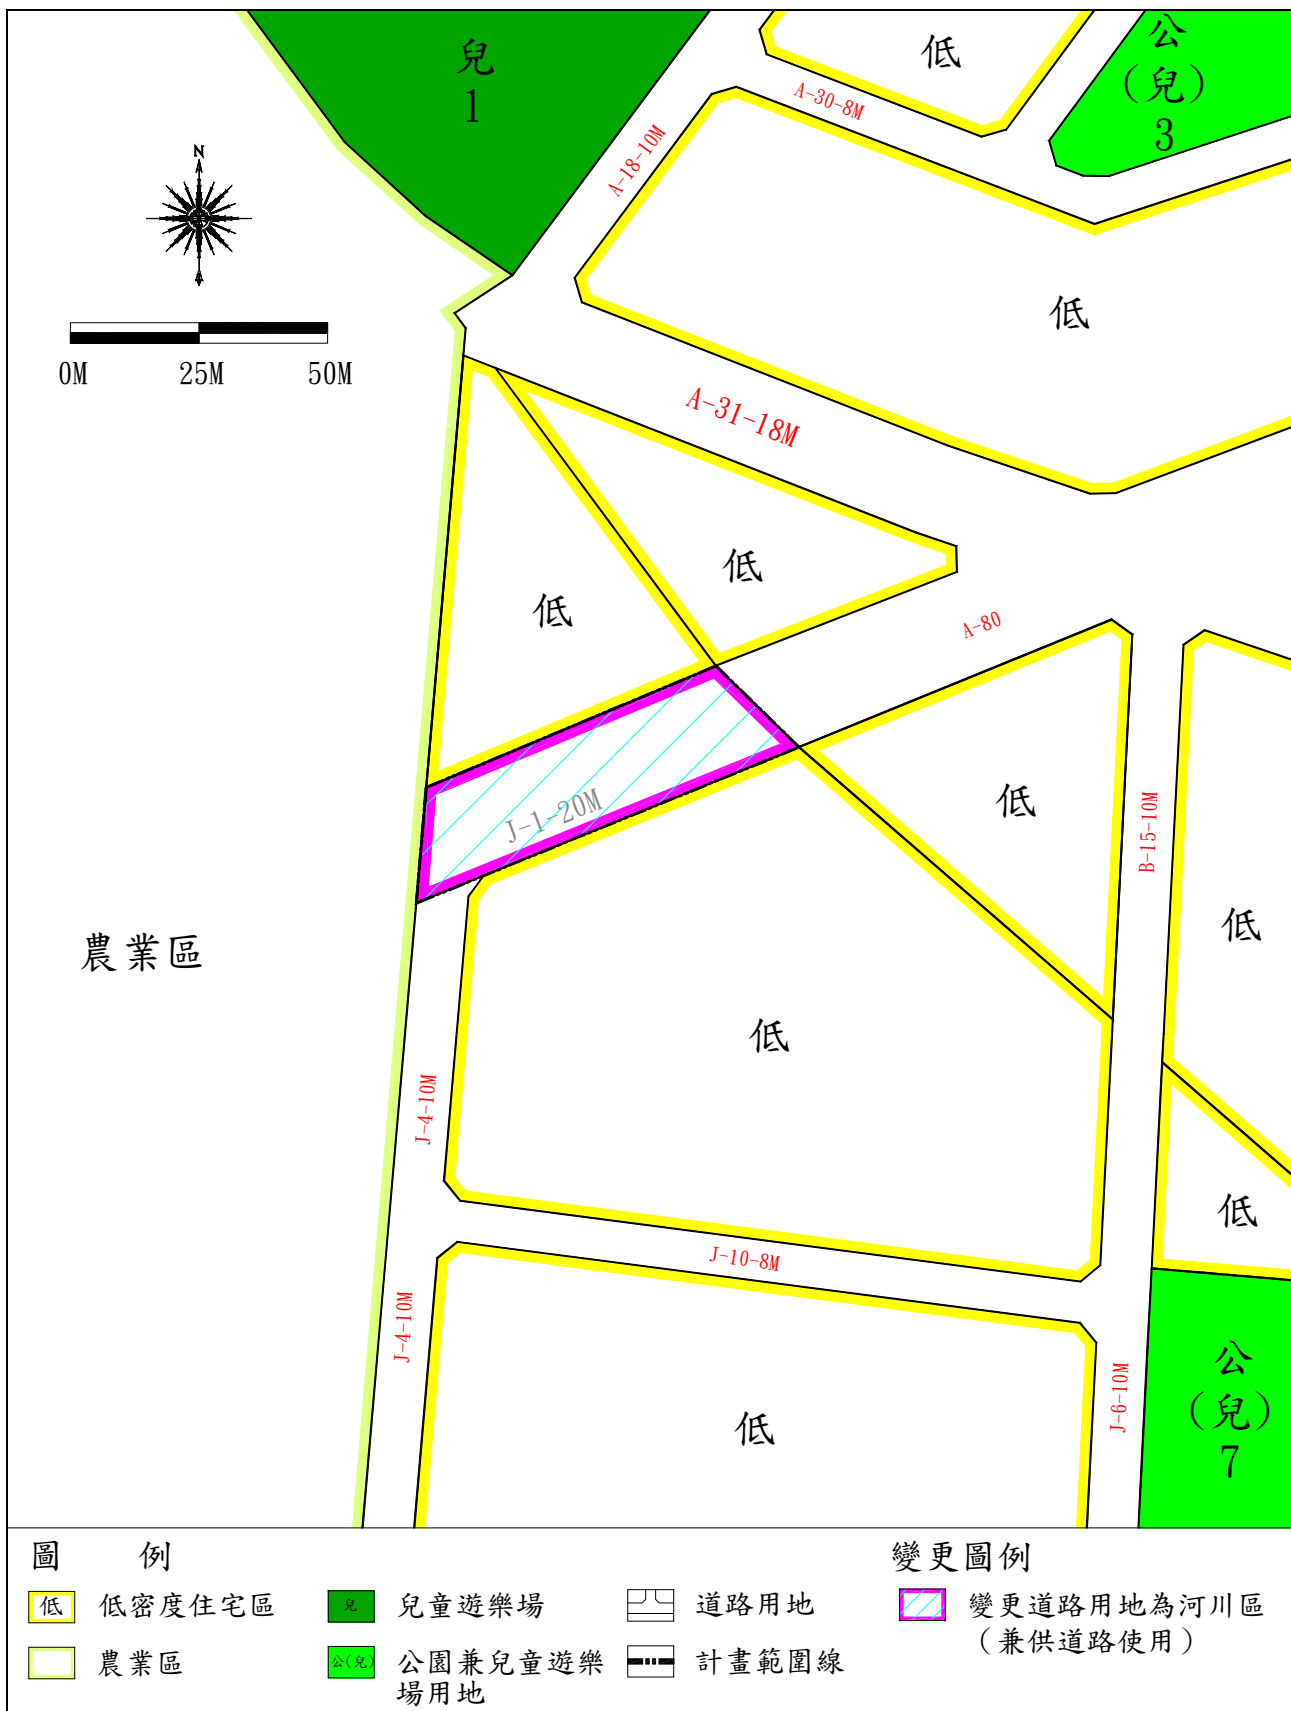 兒
1
低
公
(兒)
3
A-30-8M
A-18-10M
N
低
0M 25M 50M
A-31-18M
低
低
A-80
J-1-20M
低
B-15-10M
低
農業區
低
J-4-10M
低
J-10-8M
J-4-10M
J-6-10M
公
(兒)
7
低
圖 例
低 低密度住宅區
農業區
兒 兒童遊樂場
公(兒) 公園兼兒童遊樂
場用地
道路用地
計畫範圍線
變更圖例
變更道路用地為河川區
(兼供道路使用)